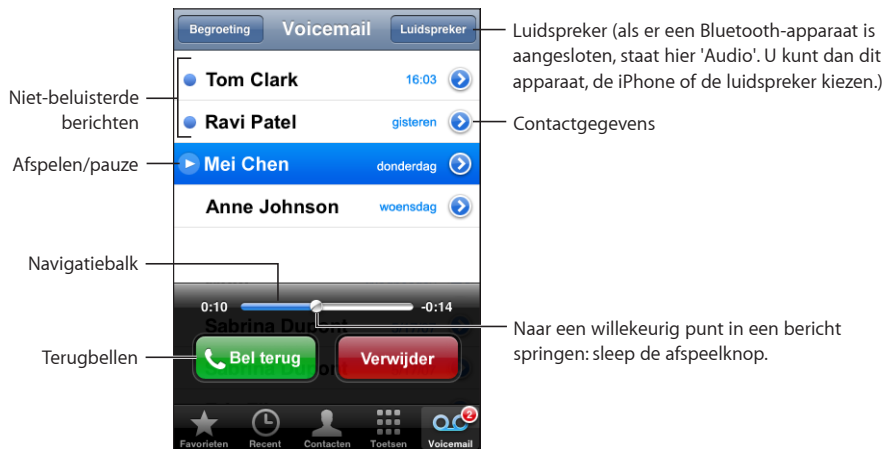 Begroeting
Voicemail
Luidspreker
Luidspreker (als er een Bluetooth-apparaat is
aangesloten, staat hier 'Audio'. U kunt dan dit
apparaat, de iPhone of de luidspreker kiezen.)
Niet-beluisterde
berichten
Tom Clark
16:03
Ravi Patel
gisteren
Contactgegevens
Afspelen/pauze
Mei Chen
donderdag
Anne Johnson
woensdag
Navigatiebalk
0:10
-0:14
Sabrina Dupont
Naar een willekeurig punt in een bericht
springen: sleep de afspeelknop.
Terugbellen
Bel terug
Verwijder
Favorieten
Recent
Contacten
Toetsen
Voicemail
2